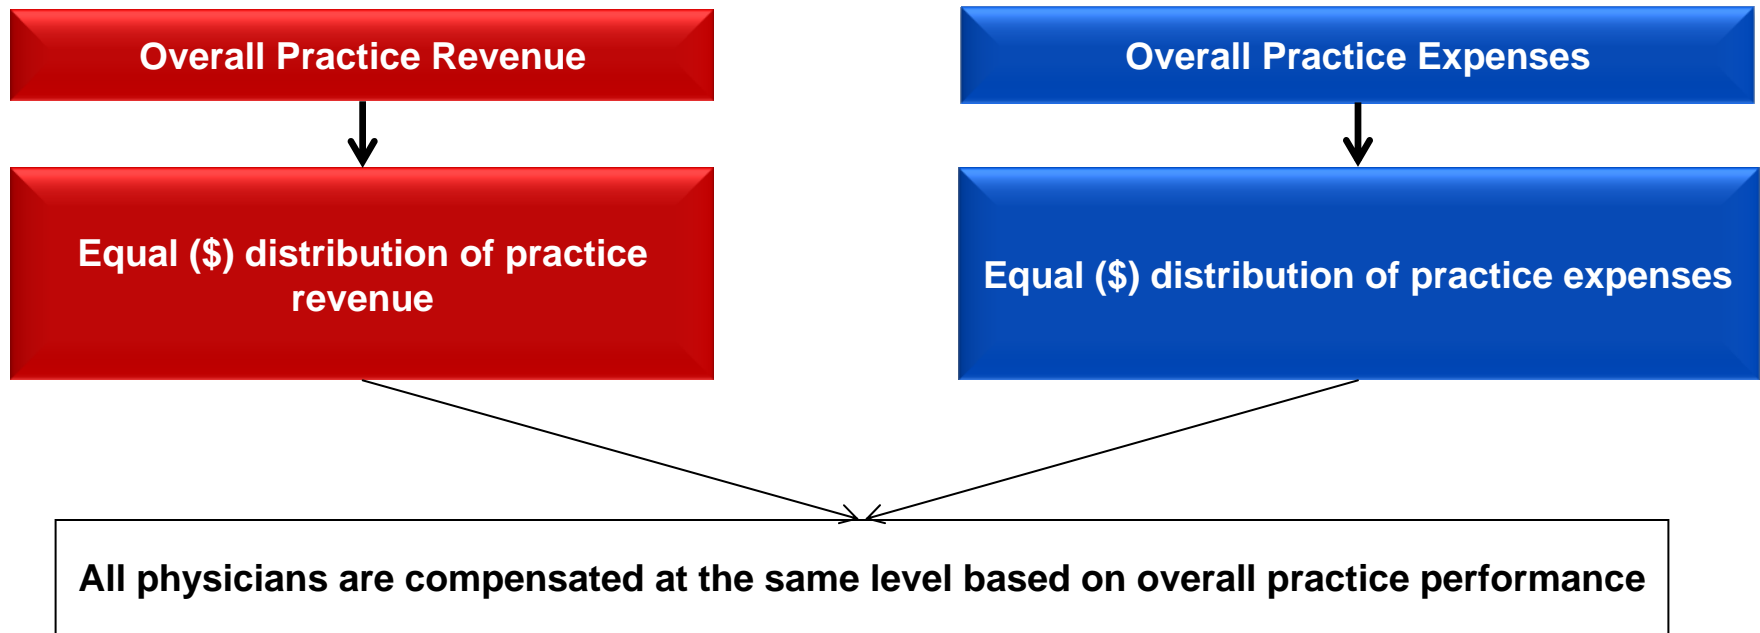 Overall Practice Revenue
Overall Practice Expenses
Equal ($) distribution of practice
revenue
Equal ($) distribution of practice expenses
All physicians are compensated at the same level based on overall practice performance